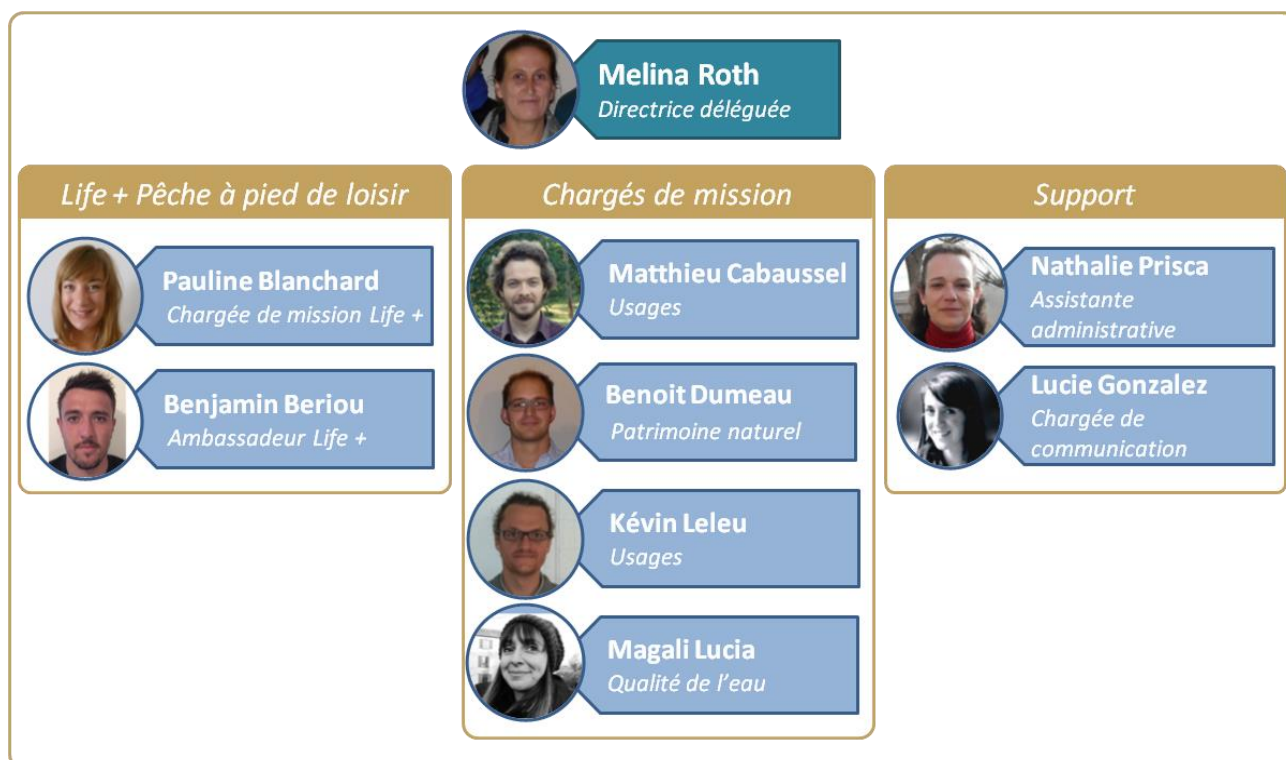 Melina Roth
Directrice déléguée
Life + Pêche à pied de loisir
Pauline Blanchard
Chargée de mission Life +
Benjamin Beriou
Ambassadeur Life +
Chargés de mission
Matthieu Cabaussel
Usages
Benoit Dumeau
Patrimoine naturel
Kévin Leleu
Usages
Magali Lucia
Qualité de l'eau
Support
Nathalie Prisca
Assistante
administrative
Lucie Gonzalez
Chargée de
communication